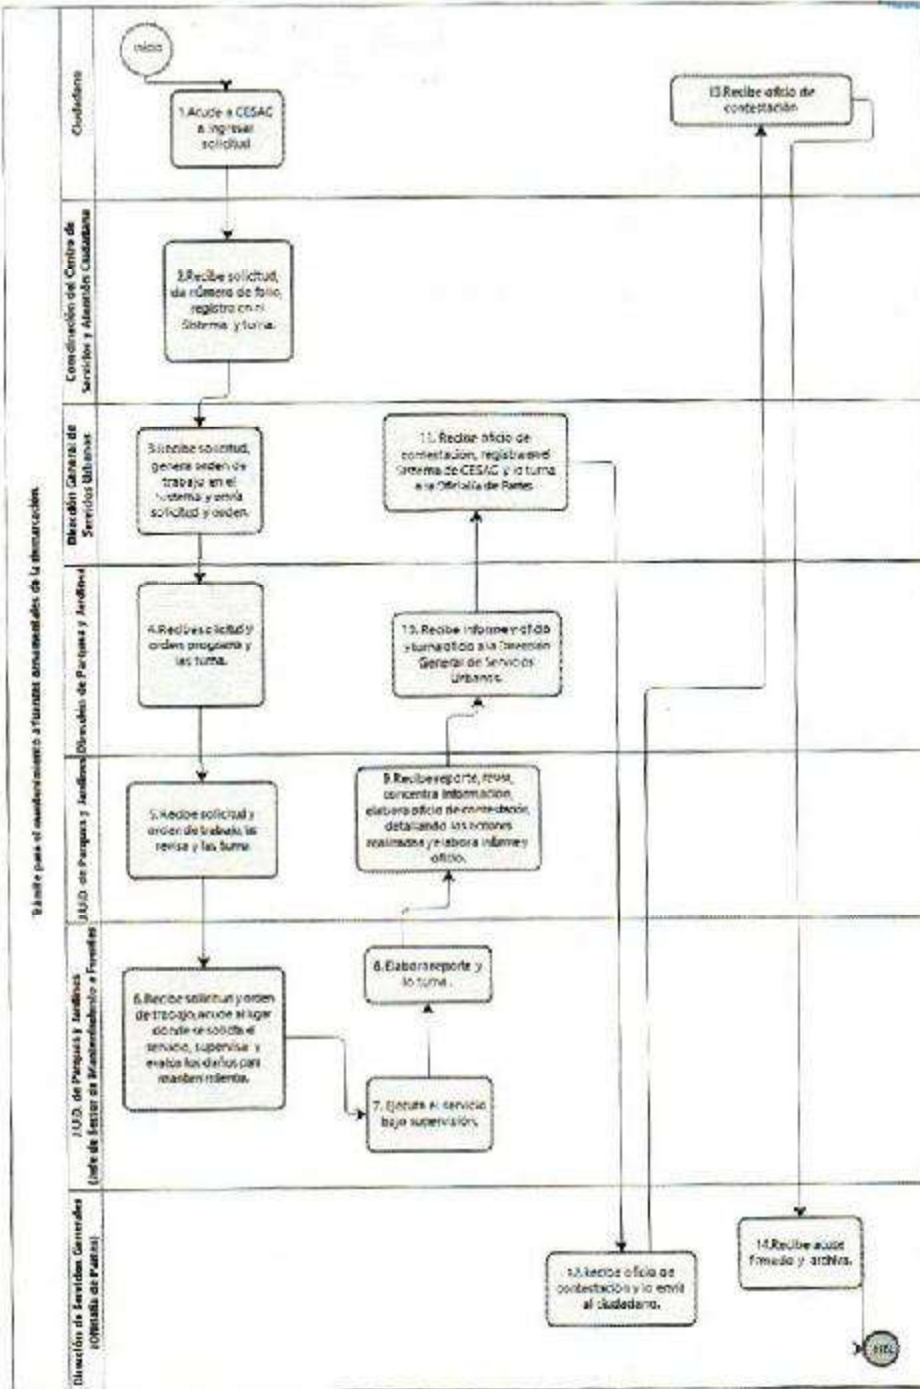 Trámite para el mantenimiento a fuentes ornamentales de la demarcación.
Ciudadano
Inicio
1.Acude a CESAC
a ingresar
solicitud
13.Recibe oficio de
contestación
Coordinación del Centro de
Servicios y Atención Ciudadana
2.Recibe solicitud,
da número de folio,
registra en el
Sistema y turna.
Dirección General de
Servicios Urbanos
3.Recibe solicitud,
genera orden de
trabajo en el
sistema y envía
solicitud y orden.
11. Recibe oficio de
contestación, registra en el
Sistema de CESAC y lo turna
a la Oficialía de Partes.
Dirección de Parques y Jardines
4.Recibe solicitud y
orden programa y
las turna.
10. Recibe informe y oficio
y turna oficio a la Dirección
General de Servicios
Urbanos.
J.U.D. de Parques y Jardines
5. Recibe solicitud y
orden de trabajo, las
revisa y las turna
9.Recibe reporte, revisa,
concentra información,
elabora oficio de contestación,
detallando las acciones
realizadas y elabora informe y
oficio.
J.U.D. de Parques y Jardines
(Jefe de Sector de Mantenimiento a Fuentes)
6.Recibe solicitud y orden
de trabajo, acude al lugar
donde se solicita el
servicio, supervisa y
evalúa los daños para
mantenimiento.
8.Elabora reporte y
lo turna.
7. Ejecuta el servicio
bajo supervisión.
Dirección de Servicios Generales
(Oficialía de Partes)
12.Recibe oficio de
contestación y lo envía
al ciudadano.
14.Recibe acuse
firmado y archiva.